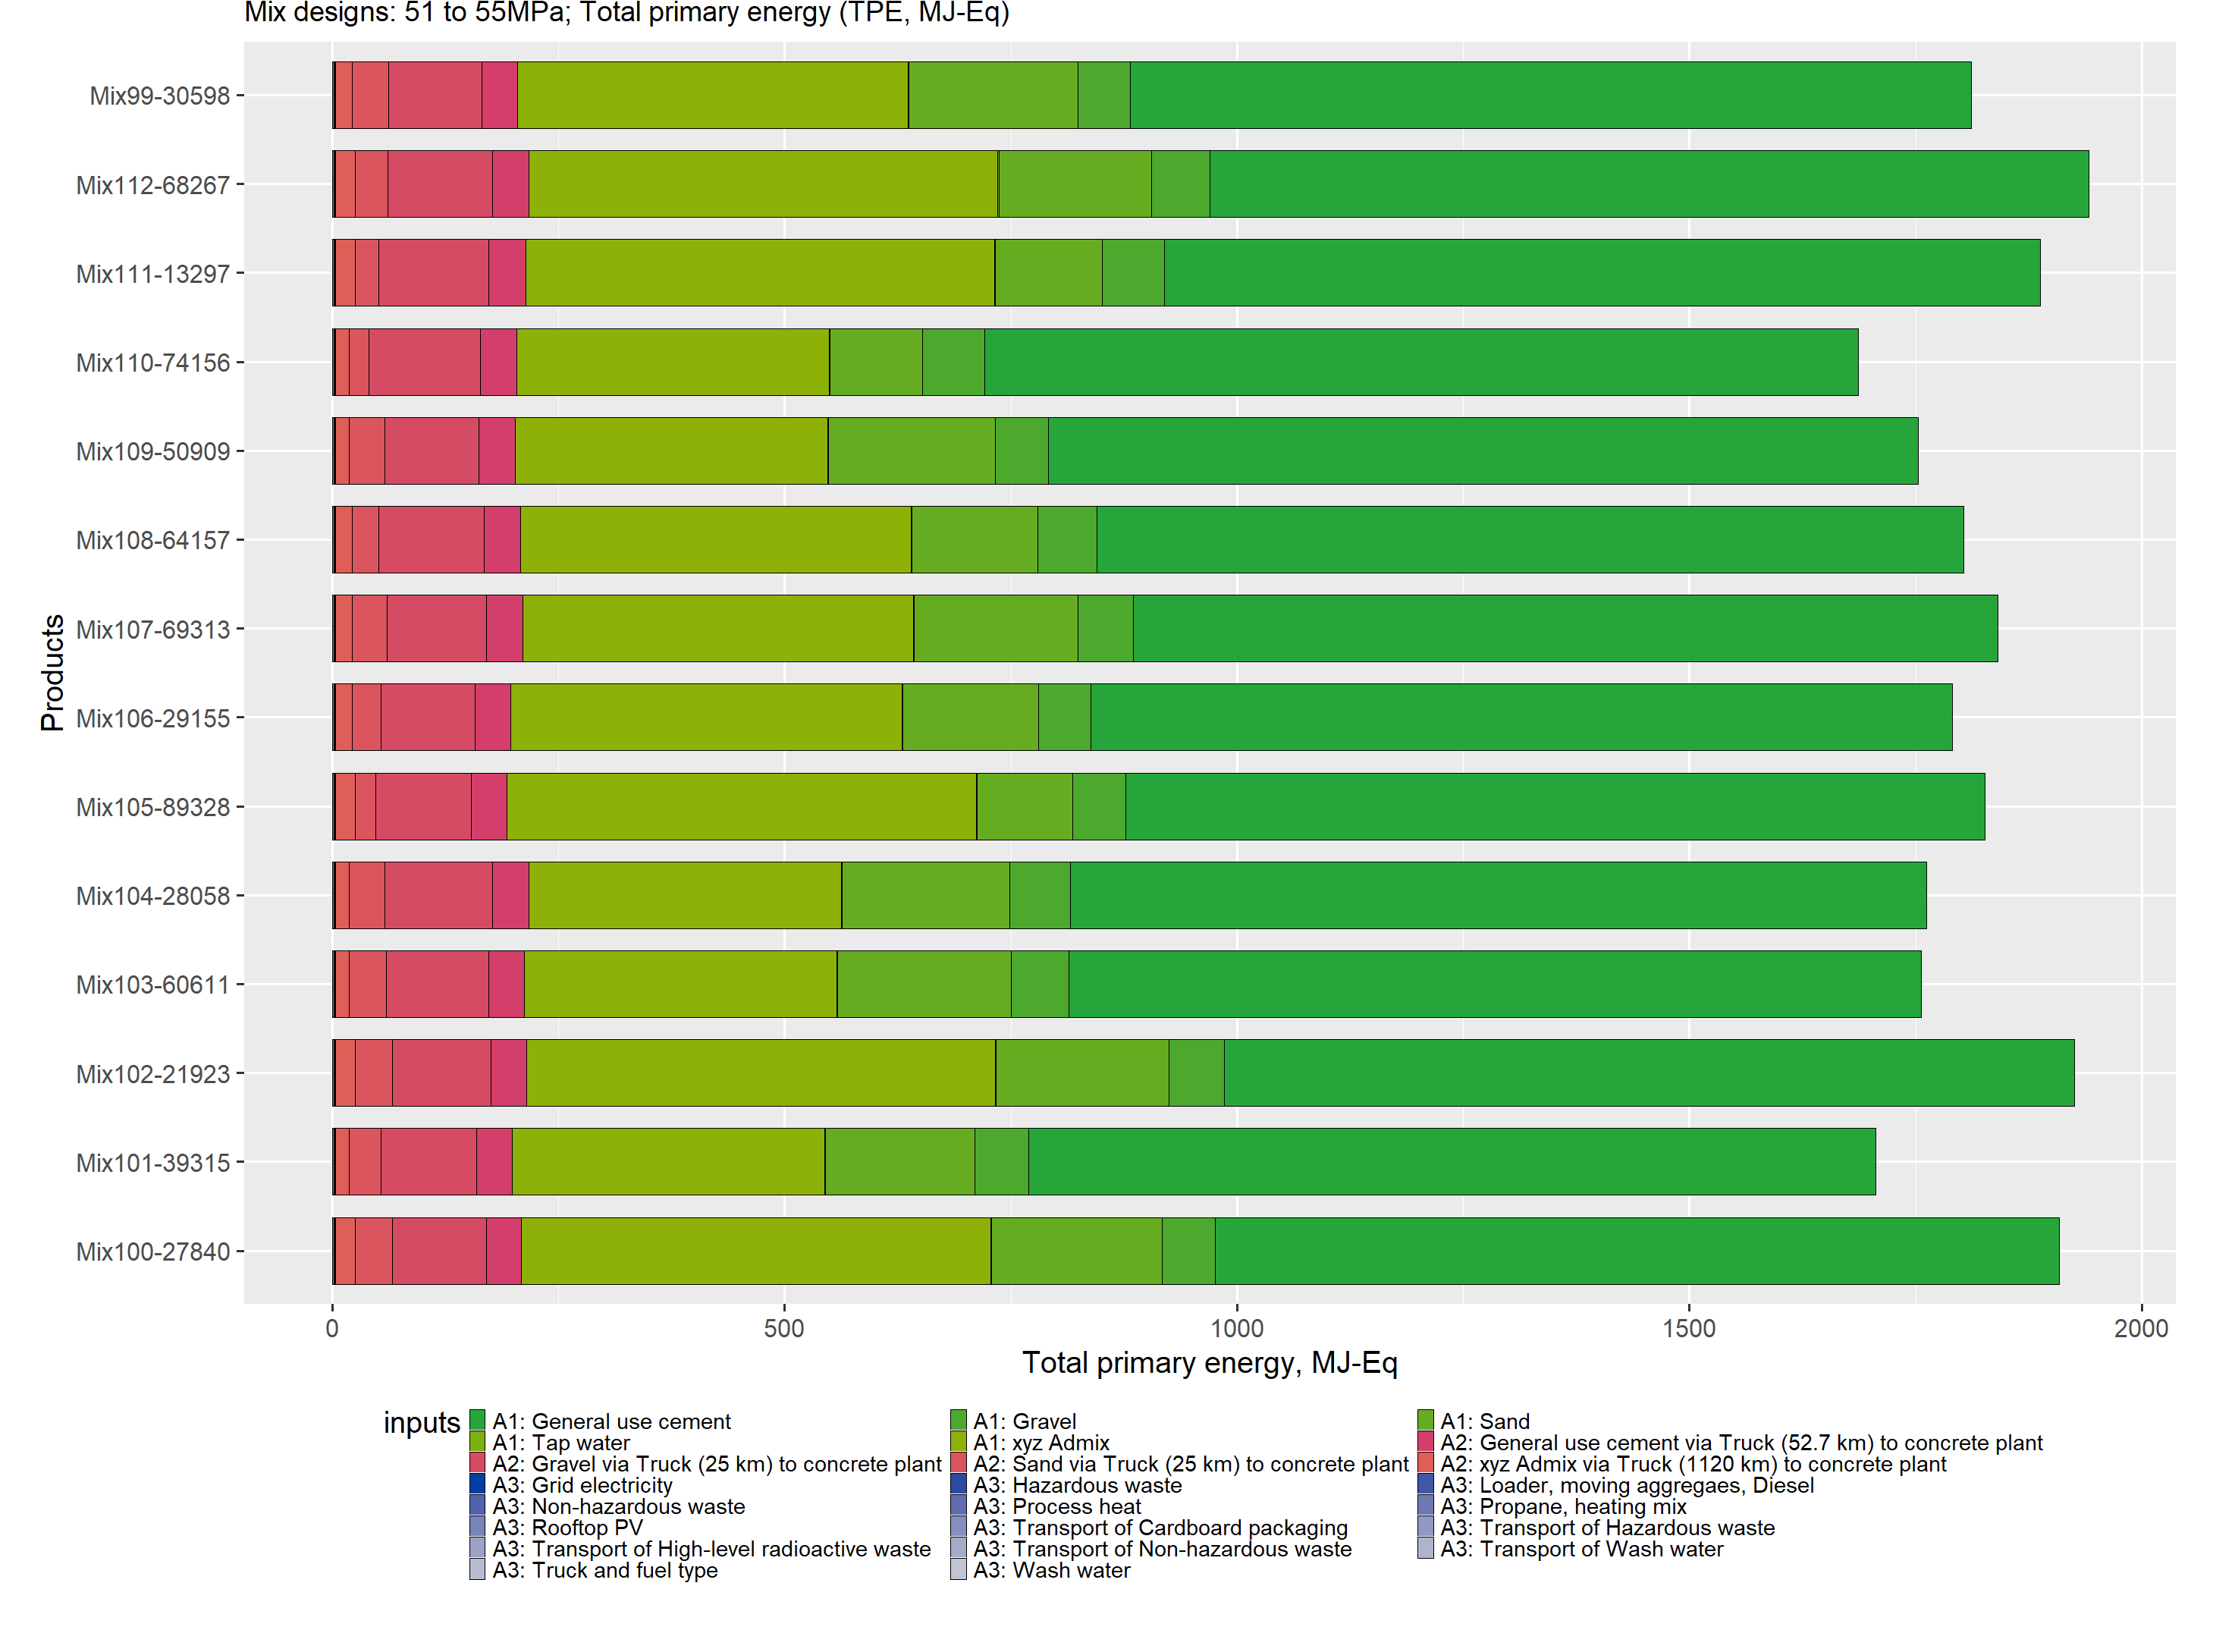 Mix designs: 51 to 55MPa; Total primary energy (TPE, MJ-Eq)
Products
Mix99-30598
Mix112-68267
Mix111-13297
Mix110-74156
Mix109-50909
Mix108-64157
Mix107-69313
Mix106-29155
Mix105-89328
Mix104-28058
Mix103-60611
Mix102-21923
Mix101-39315
Mix100-27840
0 500 1000 1500 2000
Total primary energy, MJ-Eq
inputs
A1: General use cement A1: Gravel A1: Sand
A1: Tap water A1: xyz Admix A2: General use cement via Truck (52.7 km) to concrete plant
A2: Gravel via Truck (25 km) to concrete plant A2: Sand via Truck (25 km) to concrete plant A2: xyz Admix via Truck (1120 km) to concrete plant
A3: Grid electricity A3: Hazardous waste A3: Loader, moving aggregaes, Diesel
A3: Non-hazardous waste A3: Process heat A3: Propane, heating mix
A3: Rooftop PV A3: Transport of Cardboard packaging A3: Transport of Hazardous waste
A3: Transport of High-level radioactive waste A3: Transport of Non-hazardous waste A3: Transport of Wash water
A3: Truck and fuel type A3: Wash water